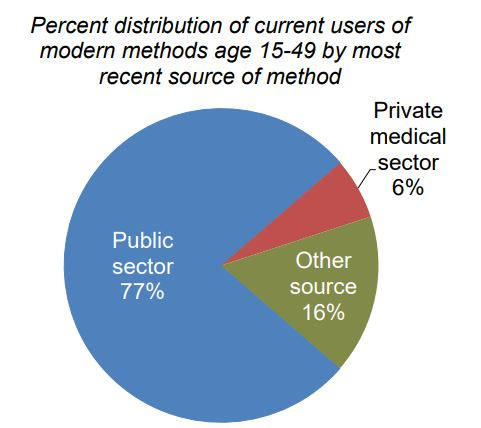 Percent distribution of current users of
modern methods age 15-49 by most
recent source of method
Private
medical
sector
6%
Public
sector
77%
Other
source
16%